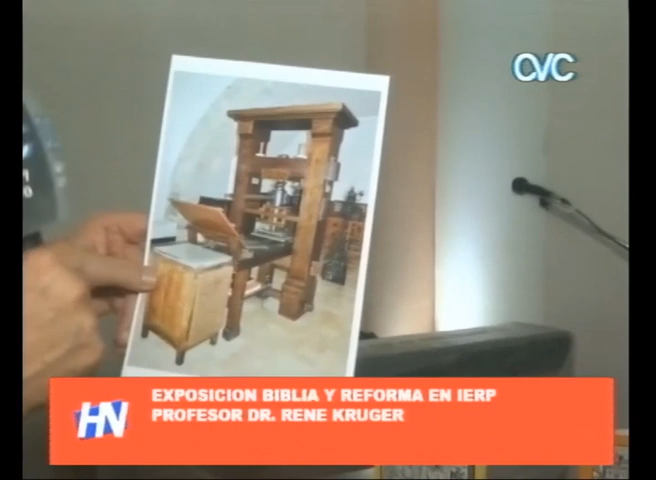 CVC
HN
EXPOSICION BIBLIA Y REFORMA EN IERP
PROFESOR DR. RENE KRUGER